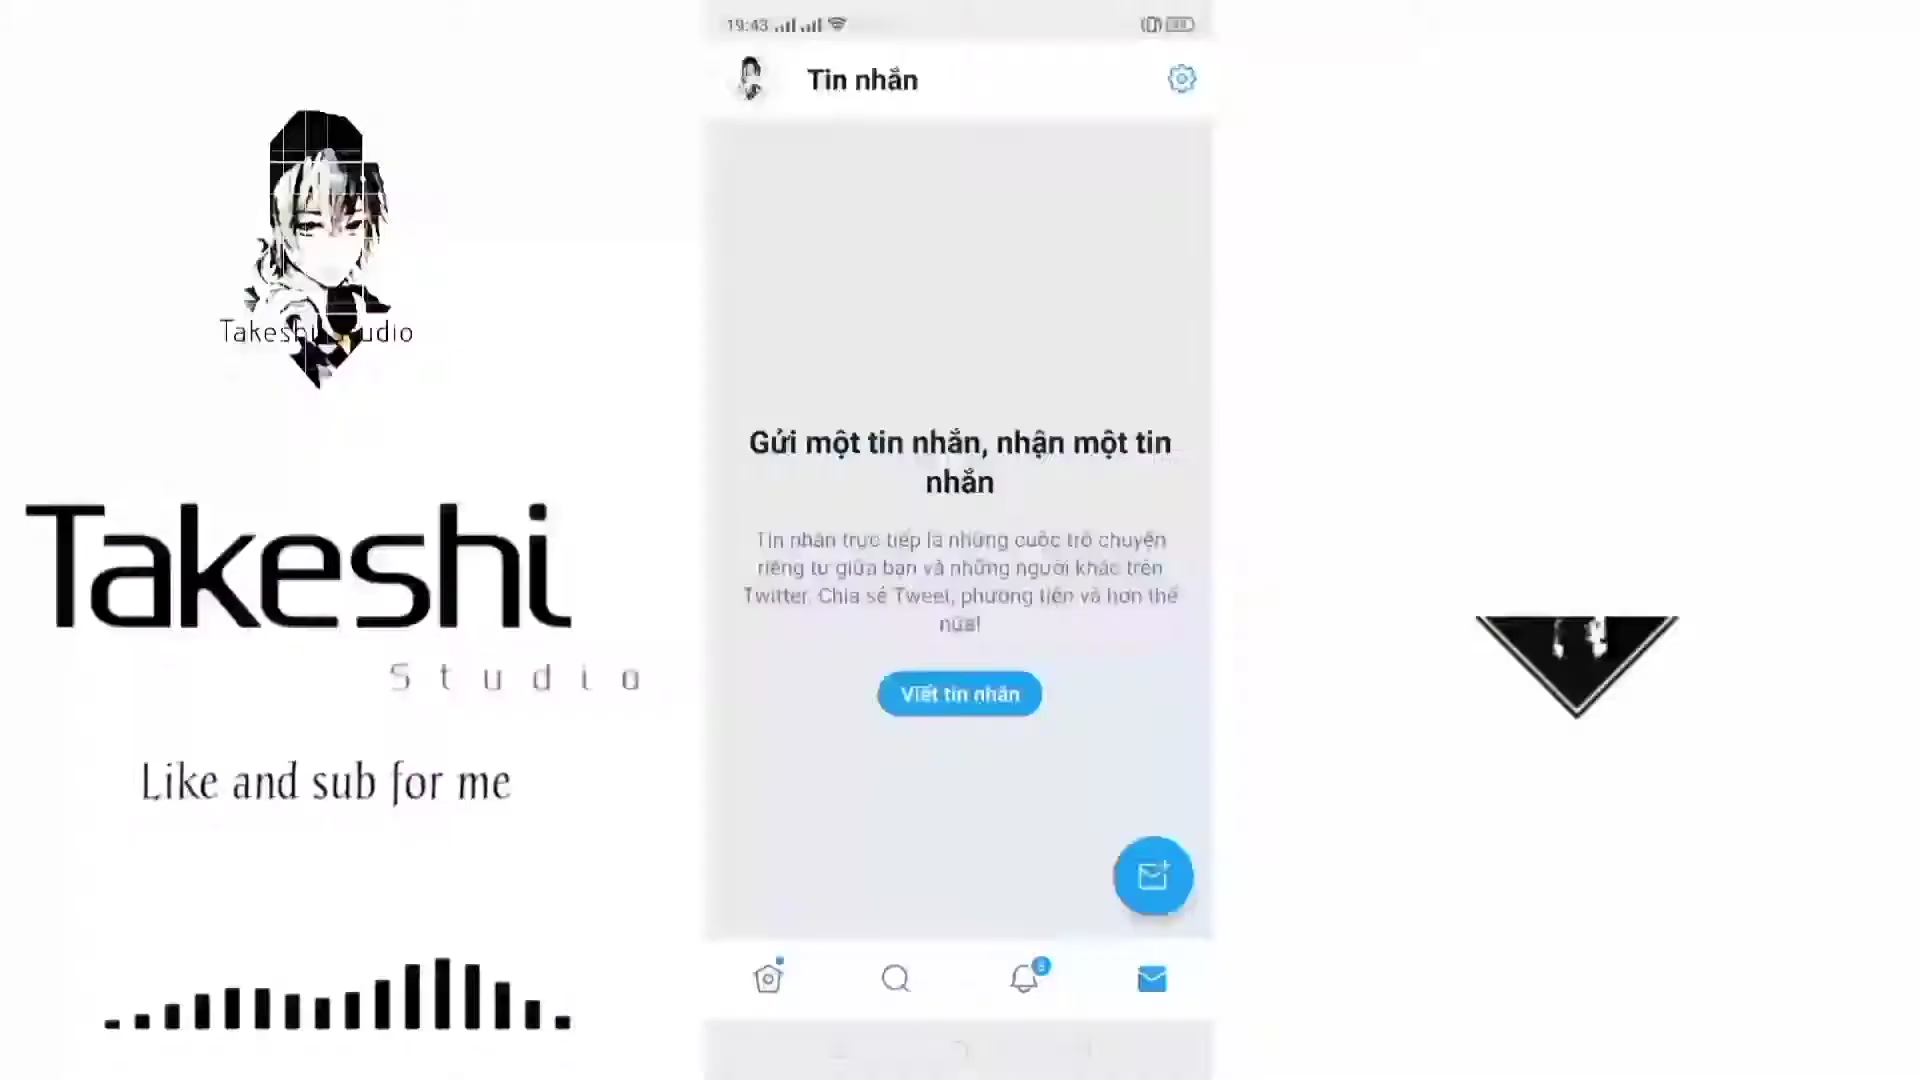 19:43
Tin nhắn
Takeshi Studio
Gửi một tin nhắn, nhận một tin
nhắn
Tin nhắn trực tiếp là những cuộc trò chuyện
riêng tư giữa bạn và những người khác trên
Twitter. Chia sẻ Tweet, phương tiện và hơn thế
nữa!
Viết tin nhắn
Takeshi
Studio
Like and sub for me